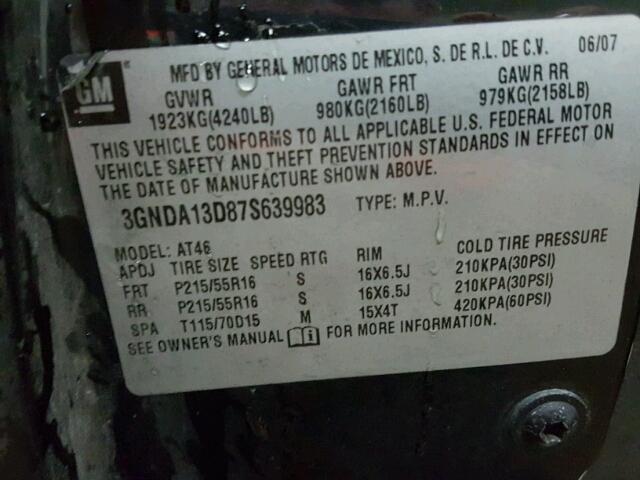 MFD BY GENERAL MOTORS DE MEXICO, S. DE R.L. DE C.V. 06/07
GM
GVWR GAWR FRT GAWR RR
1923KG(4240LB) 980KG(2160LB) 979KG(2158LB)
THIS VEHICLE CONFORMS TO ALL APPLICABLE U.S. FEDERAL MOTOR
VEHICLE SAFETY AND THEFT PREVENTION STANDARDS IN EFFECT ON
THE DATE OF MANUFACTURE SHOWN ABOVE.
3GNDA13D87S639983 TYPE: M.P.V.
MODEL: AT46
APDJ TIRE SIZE SPEED RTG RIM COLD TIRE PRESSURE
FRT P215/55R16 S 16X6.5J 210KPA(30PSI)
RR P215/55R16 S 16X6.5J 210KPA(30PSI)
SPA T115/70D15 M 15X4T 420KPA(60PSI)
SEE OWNER'S MANUAL FOR MORE INFORMATION.